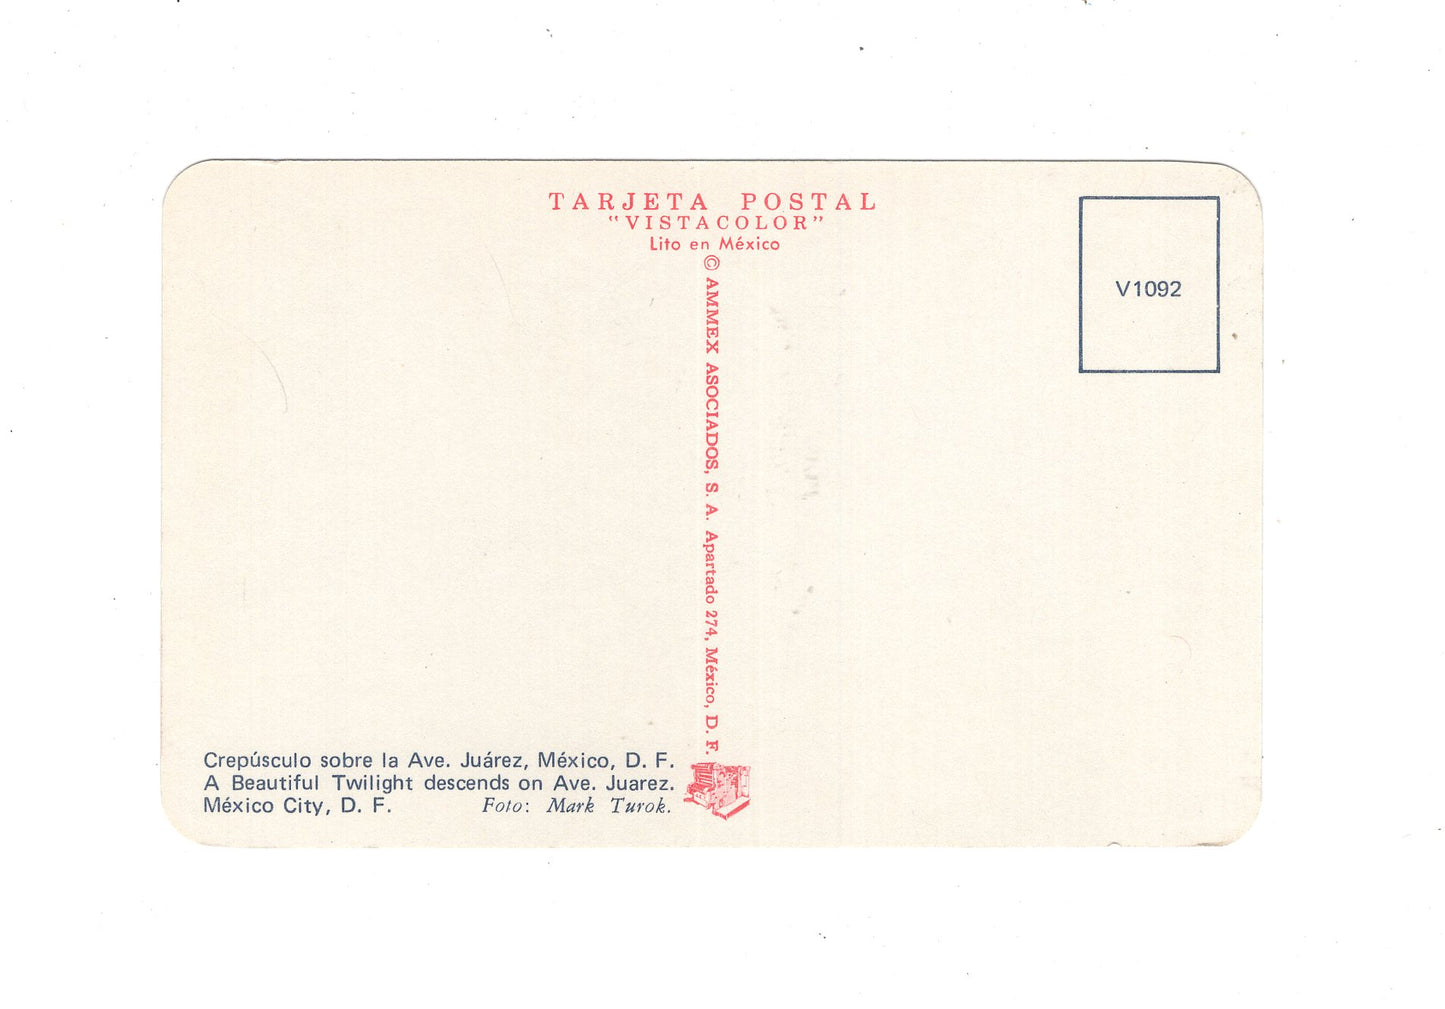 TARJETA POSTAL
“VISTACOLOR”
Lito en México
© AMMEX ASOCIADOS, S. A. Apartado 274, México, D. F.
V1092
Crepúsculo sobre la Ave. Juárez, México, D. F.
A Beautiful Twilight descends on Ave. Juarez.
México City, D. F. Foto: Mark Turok.